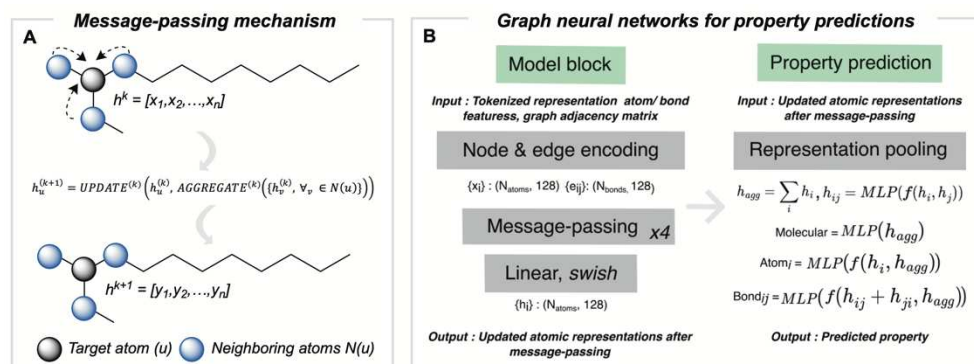 Message-passing mechanism
A
h^k = [x_1, x_2, ..., x_n]
h_u^{(k+1)} = UPDATE^{(k)}(h_u^{(k)}, AGGREGATE^{(k)}({h_v^{(k)}, ∀_v ∈ N(u)}))
h^{k+1} = [y_1, y_2, ..., y_n]
Target atom (u) Neighboring atoms N(u)
Graph neural networks for property predictions
B
Model block
Input : Tokenized representation atom/ bond
featuress, graph adjacency matrix
Node & edge encoding
{x_i} : (N_atoms, 128) {e_ij}: (N_bonds, 128)
Message-passing x4
Linear, swish
{h_i} : (N_atoms, 128)
Output : Updated atomic representations after
message-passing
Property prediction
Input : Updated atomic representations
after message-passing
Representation pooling
h_agg = ∑_i h_i, h_ij = MLP(f(h_i, h_j))
Molecular = MLP(h_agg)
Atom_i = MLP(f(h_i, h_agg))
Bond_ij = MLP(f(h_ij + h_ji, h_agg))
Output : Predicted property